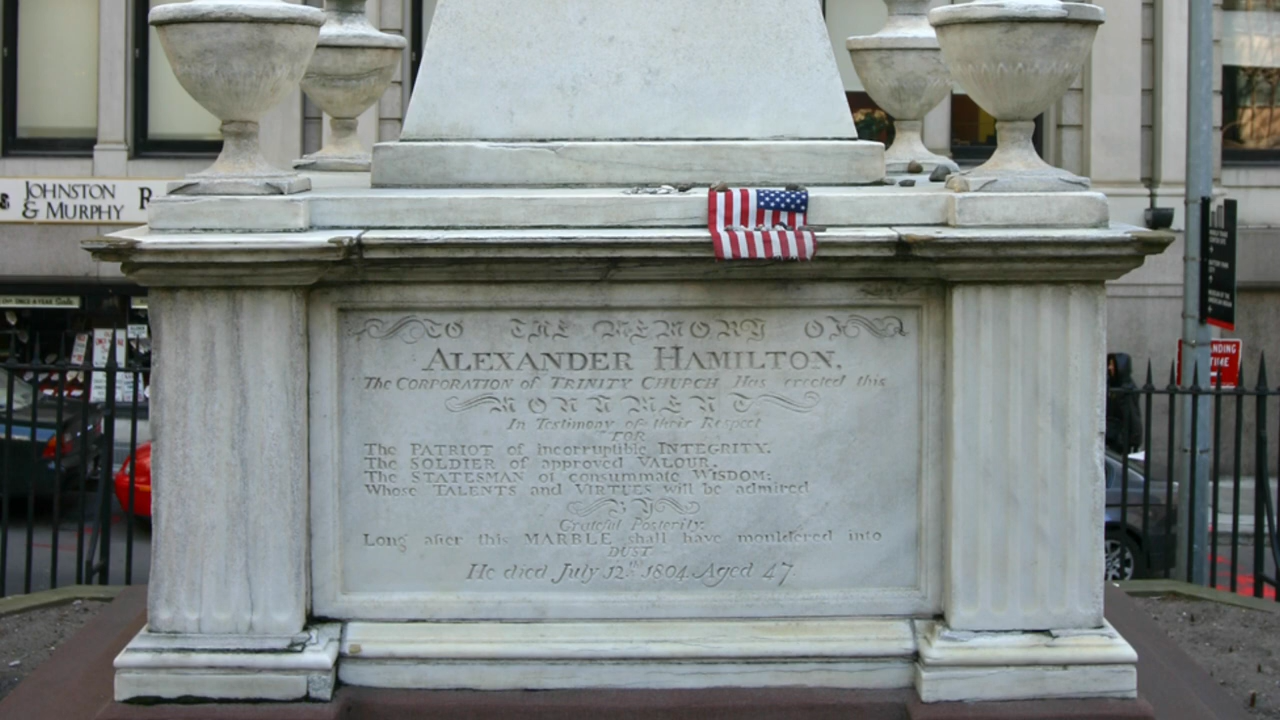 JOHNSTON
& MURPHY
TO THE MEMORY OF
ALEXANDER HAMILTON.
The CORPORATION of TRINITY CHURCH Has erected this
MONUMENT
In Testimony of their Respect
FOR
The PATRIOT of incorruptible INTEGRITY.
The SOLDIER of approved VALOUR.
The STATESMAN of consummate WISDOM:
Whose TALENTS and VIRTUES will be admired
BY
Grateful Posterity.
Long after this MARBLE shall have mouldered into
DUST
He died July 12th 1804. Aged 47.